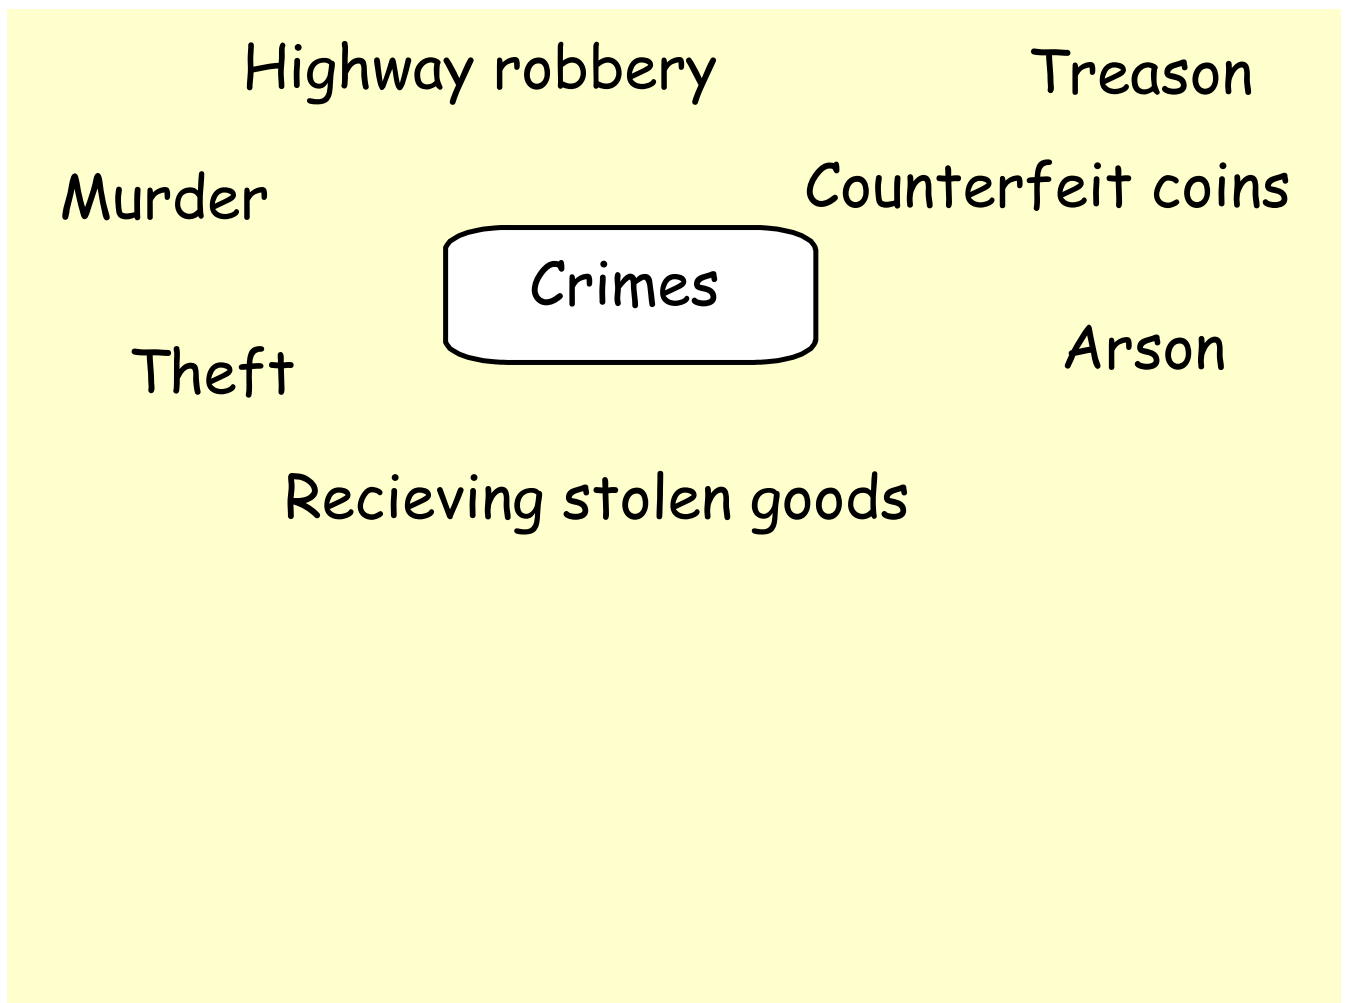 Highway robbery
Treason
Murder
Counterfeit coins
Crimes
Theft
Arson
Recieving stolen goods